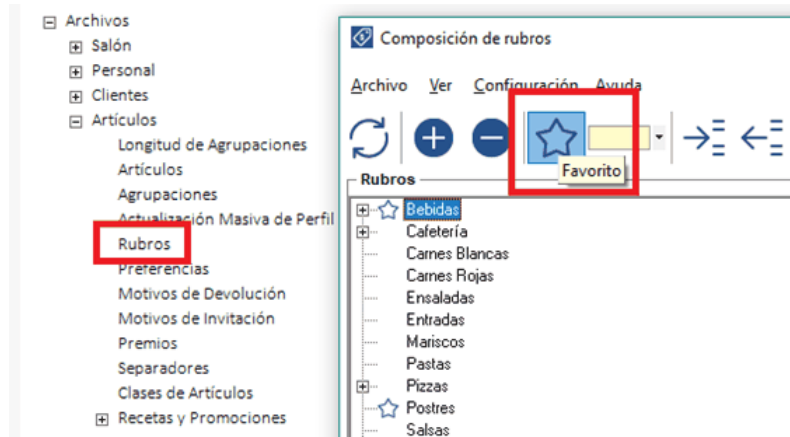 Archivos
Salón
Personal
Clientes
Artículos
Longitud de Agrupaciones
Artículos
Agrupaciones
Actualización Masiva de Perfil
Rubros
Preferencias
Motivos de Devolución
Motivos de Invitación
Premios
Separadores
Clases de Artículos
Recetas y Promociones
Composición de rubros
Archivo Ver Configuración Ayuda
Favorito
Rubros
Bebidas
Cafetería
Carnes Blancas
Carnes Rojas
Ensaladas
Entradas
Mariscos
Pastas
Pizzas
Postres
Salsas